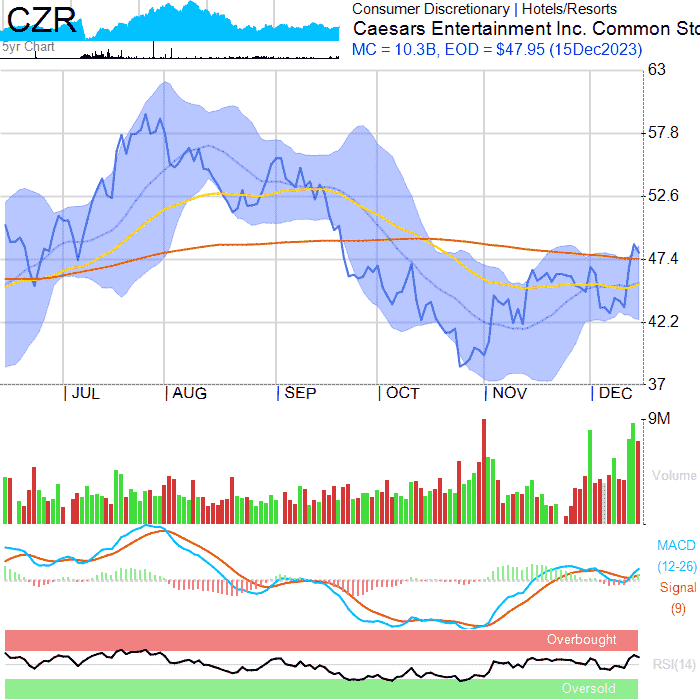 CZR
5yr Chart
Consumer Discretionary | Hotels/Resorts
Caesars Entertainment Inc. Common Sto
MC = 10.3B, EOD = $47.95 (15Dec2023)
63
57.8
52.6
47.4
42.2
37
JUL AUG SEP OCT NOV DEC
9M
Volume
MACD
(12-26)
Signal
(9)
Overbought
RSI(14)
Oversold